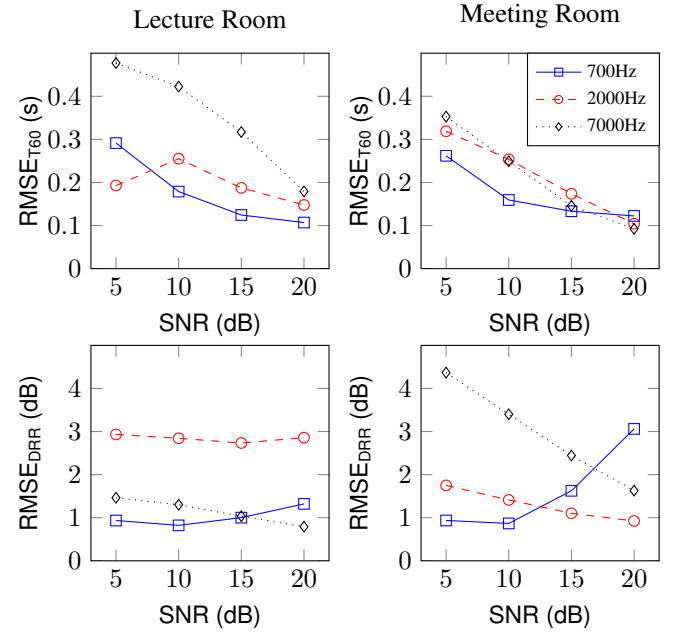 Lecture Room
Meeting Room
RMSE_T60 (s)
0.4
0.3
0.2
0.1
0
5 10 15 20
SNR (dB)
RMSE_T60 (s)
0.4
0.3
0.2
0.1
0
5 10 15 20
SNR (dB)
700Hz
2000Hz
7000Hz
RMSE_DRR (dB)
4
3
2
1
0
5 10 15 20
SNR (dB)
RMSE_DRR (dB)
4
3
2
1
0
5 10 15 20
SNR (dB)